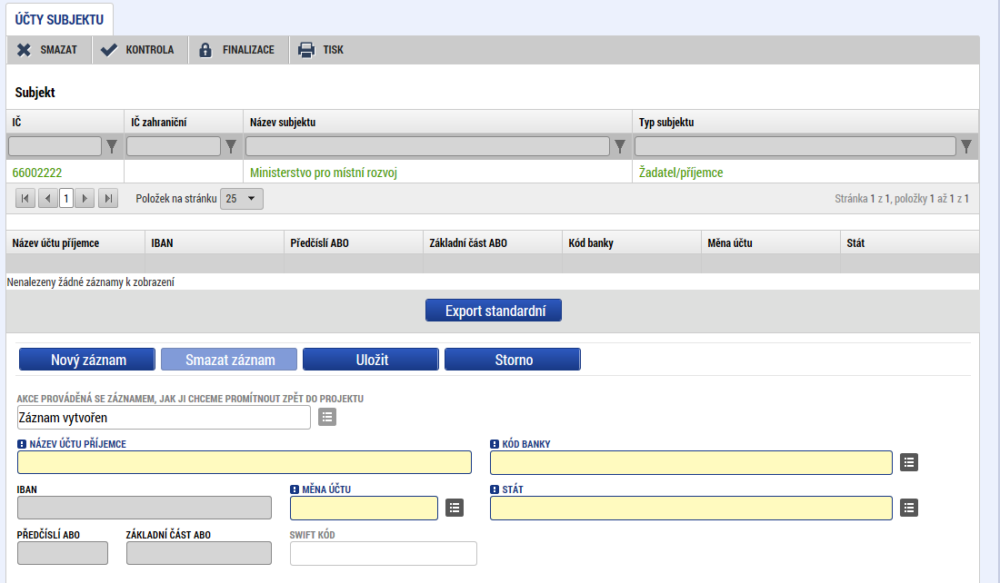 ÚČTY SUBJEKTU
SMAZAT KONTROLA FINALIZACE TISK
Subjekt
IČ IČ zahraniční Název subjektu Typ subjektu
66002222 Ministerstvo pro místní rozvoj Žadatel/příjemce
1 Položek na stránku 25 Stránka 1 z 1, položky 1 až 1 z 1
Název účtu příjemce IBAN Předčíslí ABO Základní část ABO Kód banky Měna účtu Stát
Nenalezeny žádné záznamy k zobrazení
Export standardní
Nový záznam Smazat záznam Uložit Storno
AKCE PROVÁDĚNÁ SE ZÁZNAMEM, JAK JI CHCEME PROMÍTNOUT ZPĚT DO PROJEKTU
Záznam vytvořen
NÁZEV ÚČTU PŘÍJEMCE KÓD BANKY
IBAN MĚNA ÚČTU STÁT
PŘEDČÍSLÍ ABO ZÁKLADNÍ ČÁST ABO SWIFT KÓD